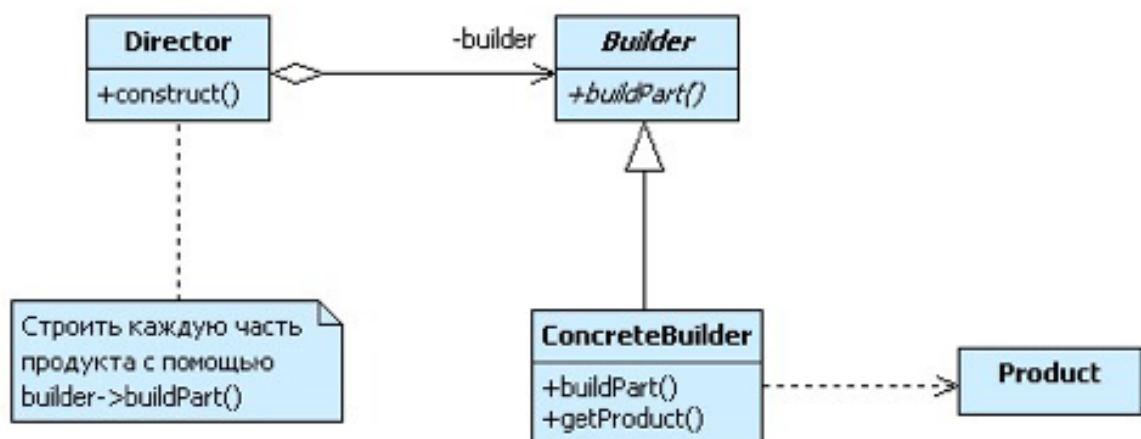 Director
+construct()
-builder
Builder
+buildPart()
Строить каждую часть
продукта с помощью
builder->buildPart()
ConcreteBuilder
+buildPart()
+getProduct()
Product